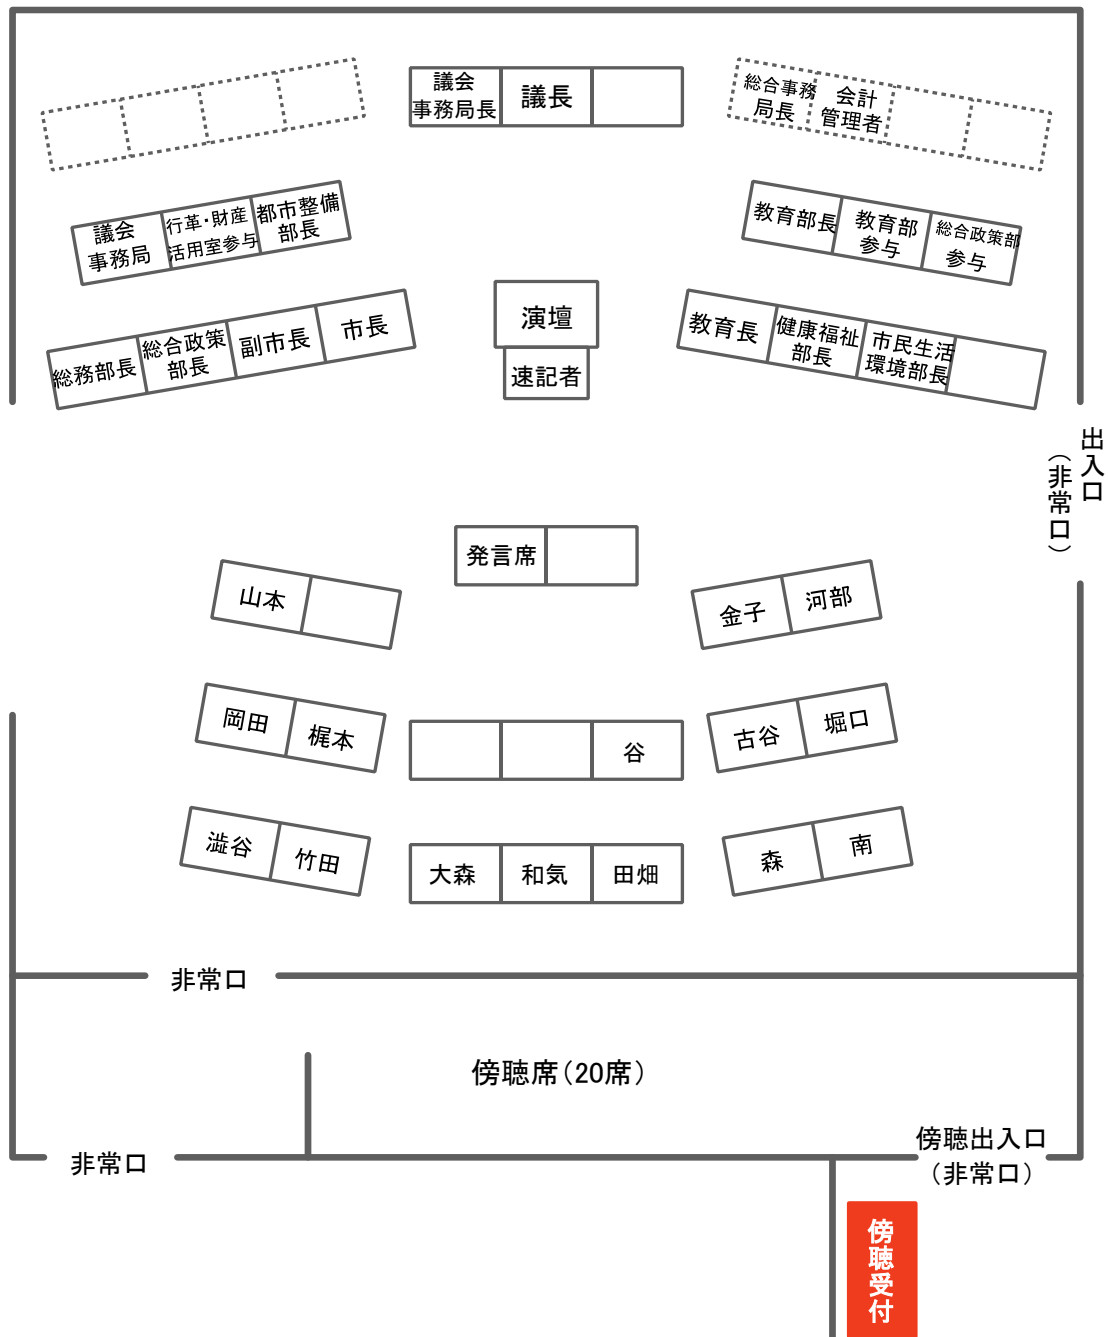 議会
事務局長
議長
総合事務
局長
会計
管理者
議会
事務局
行革・財産
活用室参与
都市整備
部長
教育部長
教育部
参与
総合政策部
参与
総務部長
総合政策
部長
副市長
市長
演壇
速記者
教育長
健康福祉
部長
市民生活
環境部長
出入口
（非常口）
発言席
山本
金子
河部
岡田
梶本
谷
古谷
堀口
澁谷
竹田
大森
和気
田畑
森
南
非常口
傍聴席（20席）
非常口
傍聴出入口
（非常口）
傍聴受付